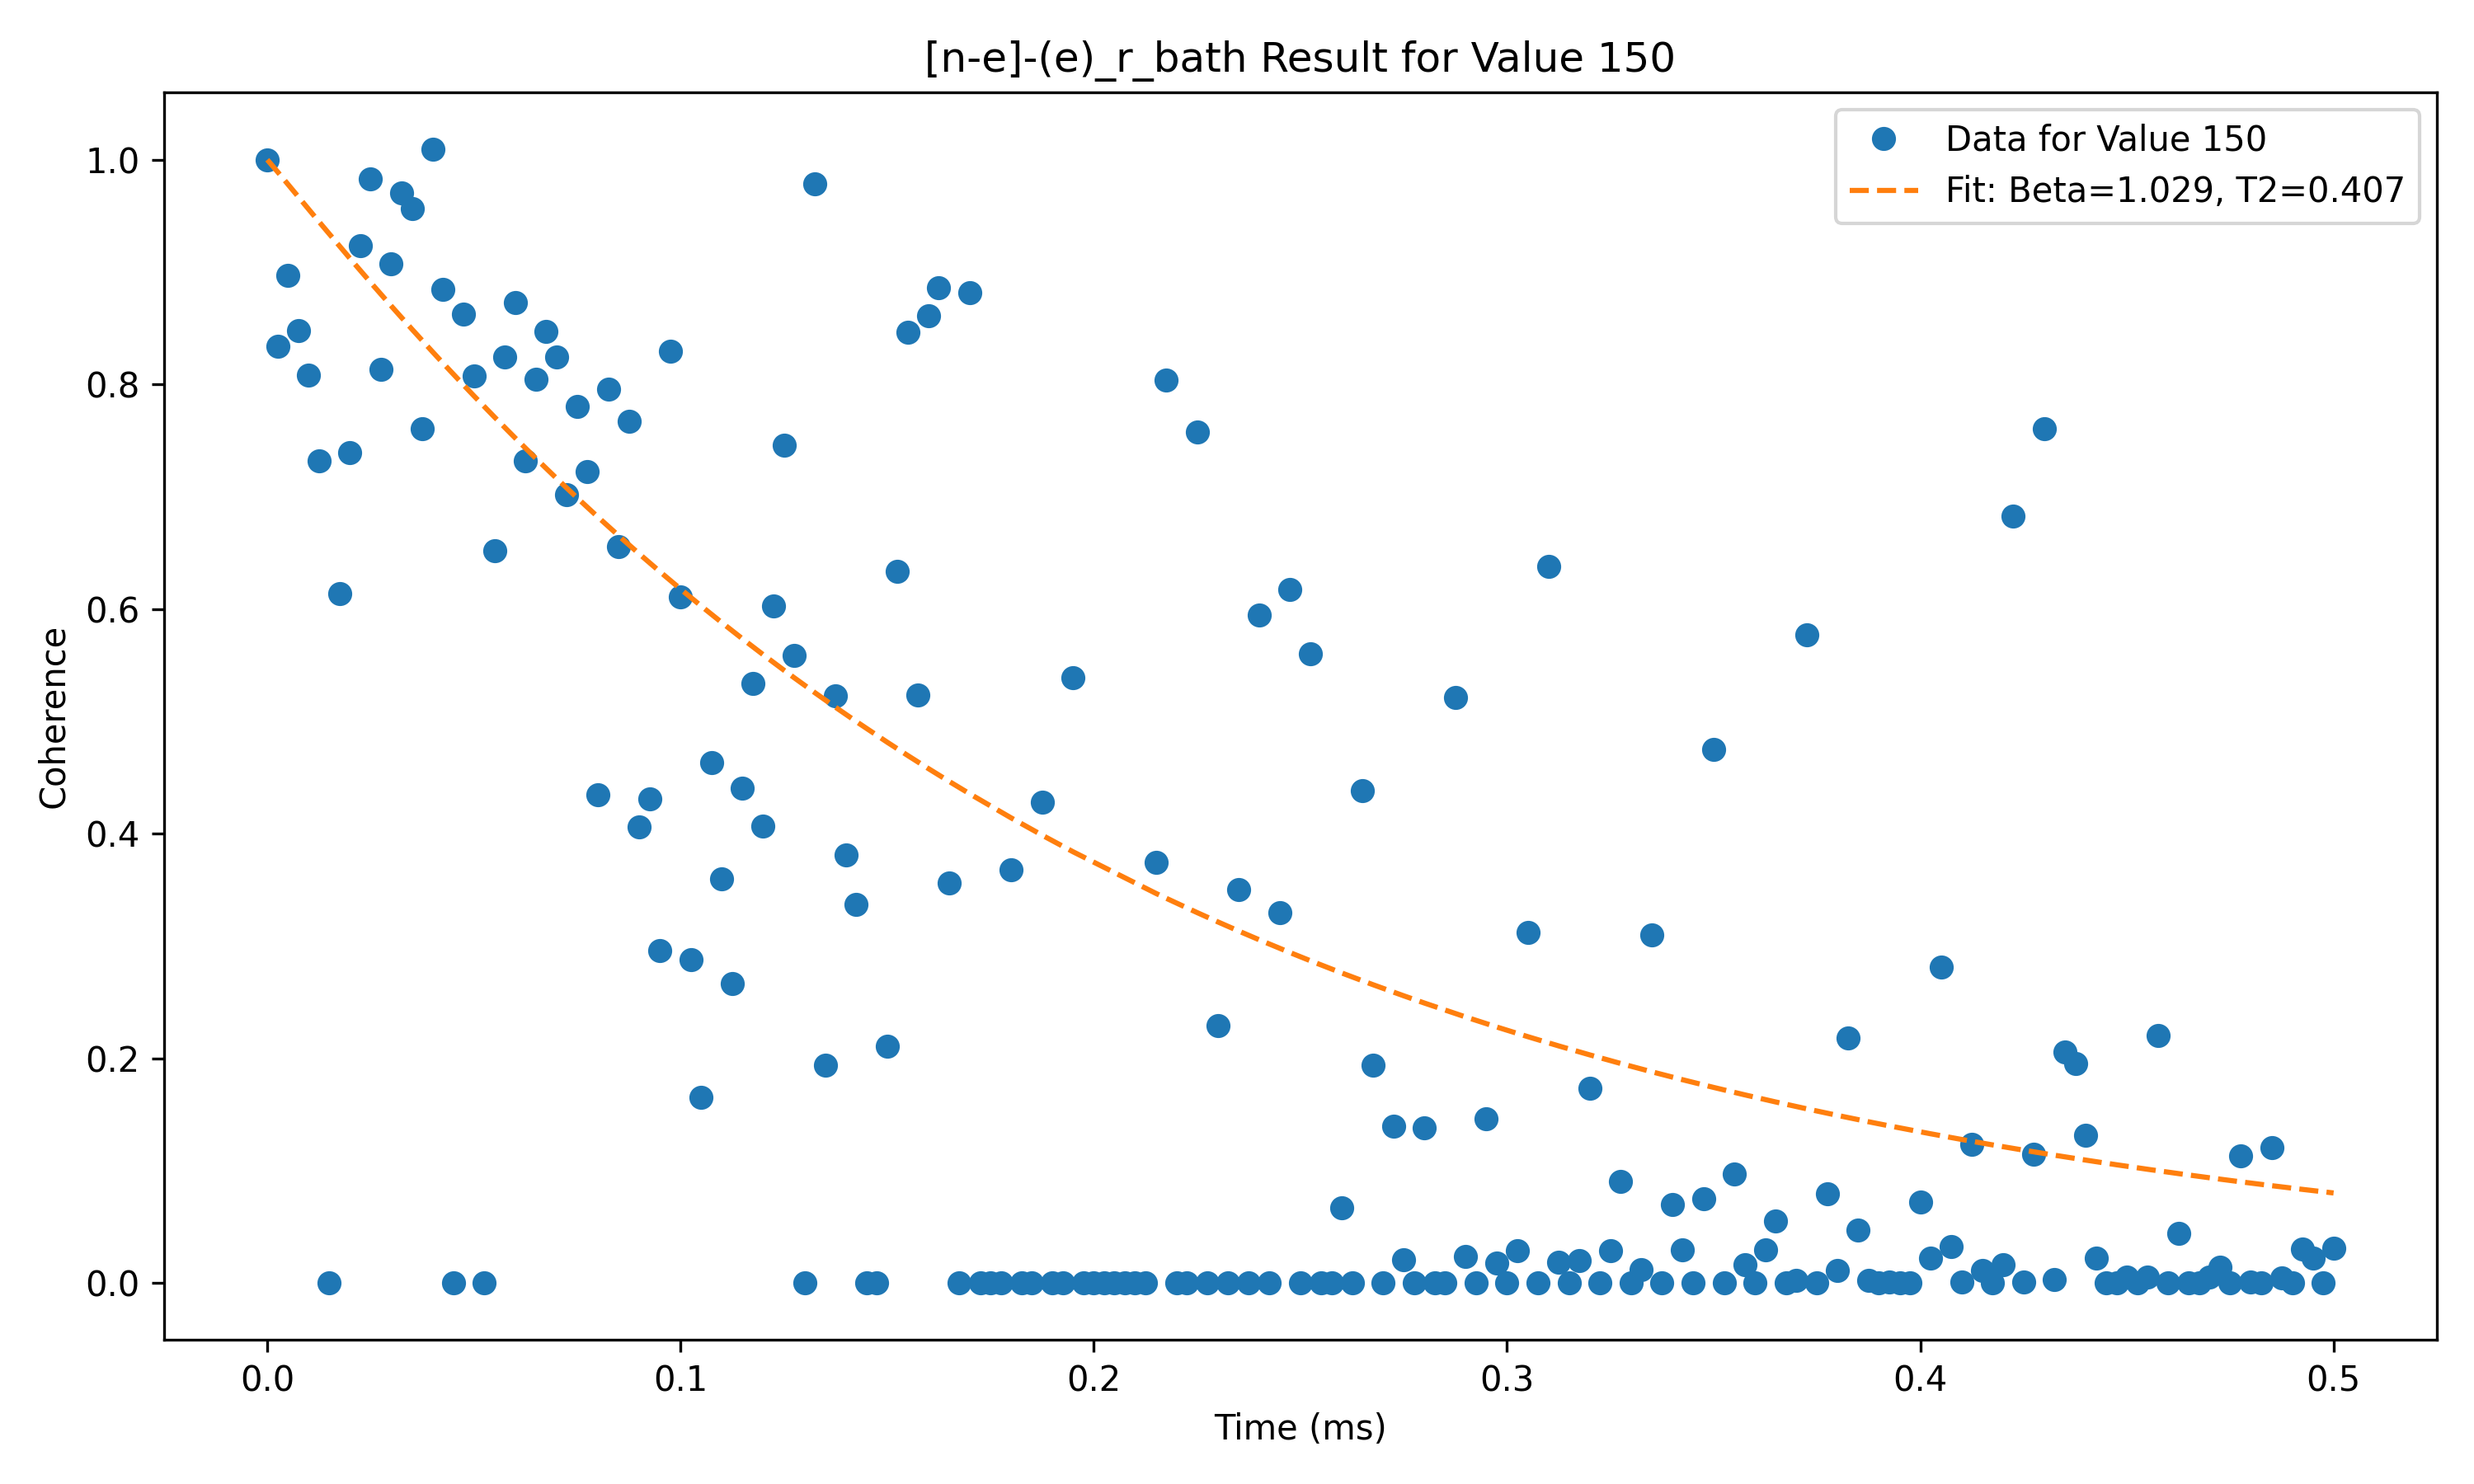 [n-e]-(e)_r_bath Result for Value 150
Data for Value 150
Fit: Beta=1.029, T2=0.407
Coherence
1.0
0.8
0.6
0.4
0.2
0.0
0.0 0.1 0.2 0.3 0.4 0.5
Time (ms)